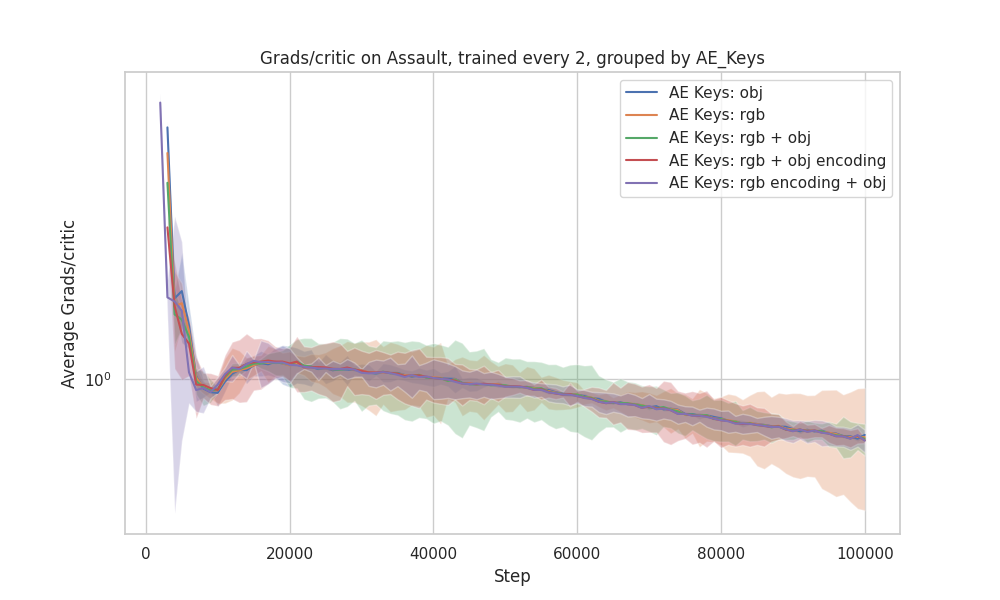 Grads/critic on Assault, trained every 2, grouped by AE_Keys
AE Keys: obj
AE Keys: rgb
AE Keys: rgb + obj
AE Keys: rgb + obj encoding
AE Keys: rgb encoding + obj
Average Grads/critic
10⁰
0 20000 40000 60000 80000 100000
Step